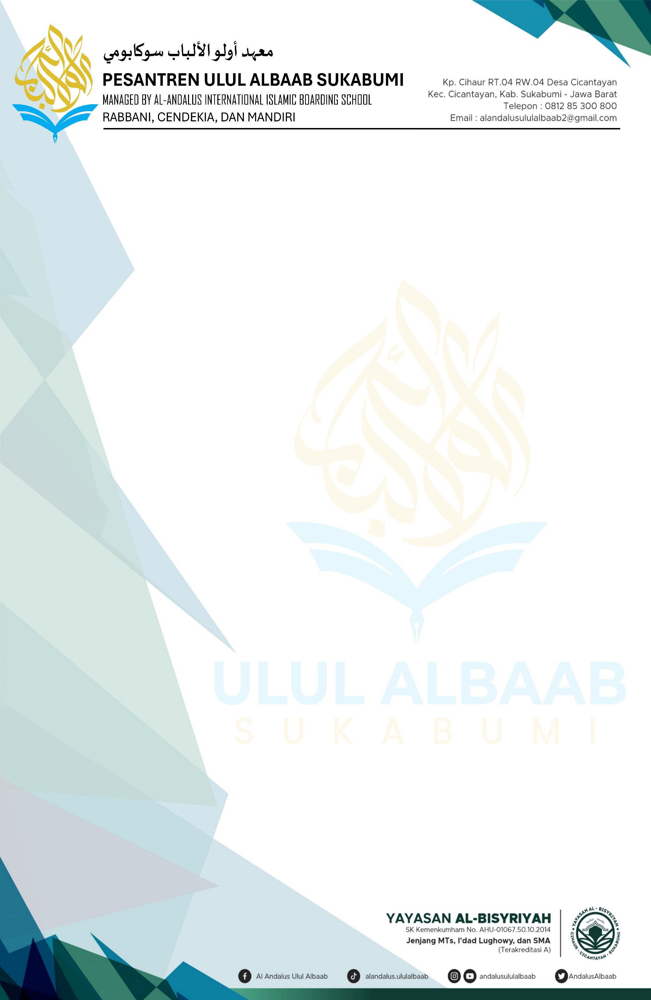 معهد أولو الألباب سوكابومي
PESANTREN ULUL ALBAAB SUKABUMI
MANAGED BY AL-ANDALUS INTERNATIONAL ISLAMIC BOARDING SCHOOL
RABBANI, CENDEKIA, DAN MANDIRI
Kp. Cihaur RT.04 RW.04 Desa Cicantayan
Kec. Cicantayan, Kab. Sukabumi - Jawa Barat
Telepon : 0812 85 300 800
Email : alandalusululalbaab2@gmail.com
ULUL ALBAAB
SUKABUMI
YAYASAN AL-BISYRIYAH
SK Kemenkumham No. AHU-01067.50.10.2014
Jenjang MTs, I'dad Lughowy, dan SMA
(Terakreditasi A)
YAYASAN AL - BISYRIYAH
CIHAUR - CICANTAYAN - SUKABUMI
Al Andalus Ulul Albaab
alandalus.ululalbaab
andalusululalbaab
AndalusAlbaab